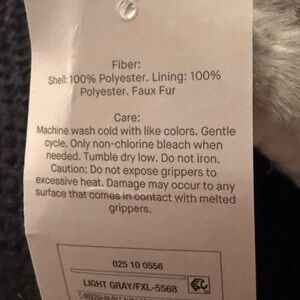 Fiber:
Shell:100% Polyester. Lining: 100%
Polyester. Faux Fur
Care:
Machine wash cold with like colors. Gentle
cycle. Only non-chlorine bleach when
needed. Tumble dry low. Do not iron.
Caution: Do not expose grippers to
excessive heat. Damage may occur to any
surface that comes in contact with melted
grippers.
025 10 0556
LIGHT GRAY/FXL-5568